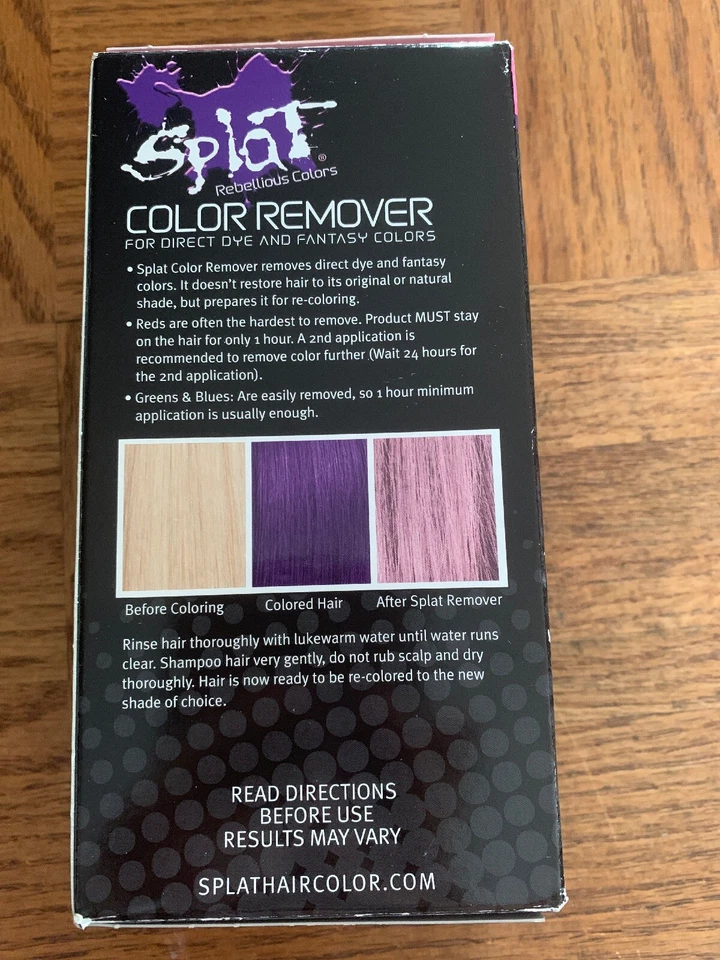 Splat®
Rebellious Colors
COLOR REMOVER
FOR DIRECT DYE AND FANTASY COLORS
• Splat Color Remover removes direct dye and fantasy
colors. It doesn't restore hair to its original or natural
shade, but prepares it for re-coloring.
• Reds are often the hardest to remove. Product MUST stay
on the hair for only 1 hour. A 2nd application is
recommended to remove color further (Wait 24 hours for
the 2nd application).
• Greens & Blues: Are easily removed, so 1 hour minimum
application is usually enough.
Before Coloring
Colored Hair
After Splat Remover
Rinse hair thoroughly with lukewarm water until water runs
clear. Shampoo hair very gently, do not rub scalp and dry
thoroughly. Hair is now ready to be re-colored to the new
shade of choice.
READ DIRECTIONS
BEFORE USE
RESULTS MAY VARY
SPLATHAIRCOLOR.COM